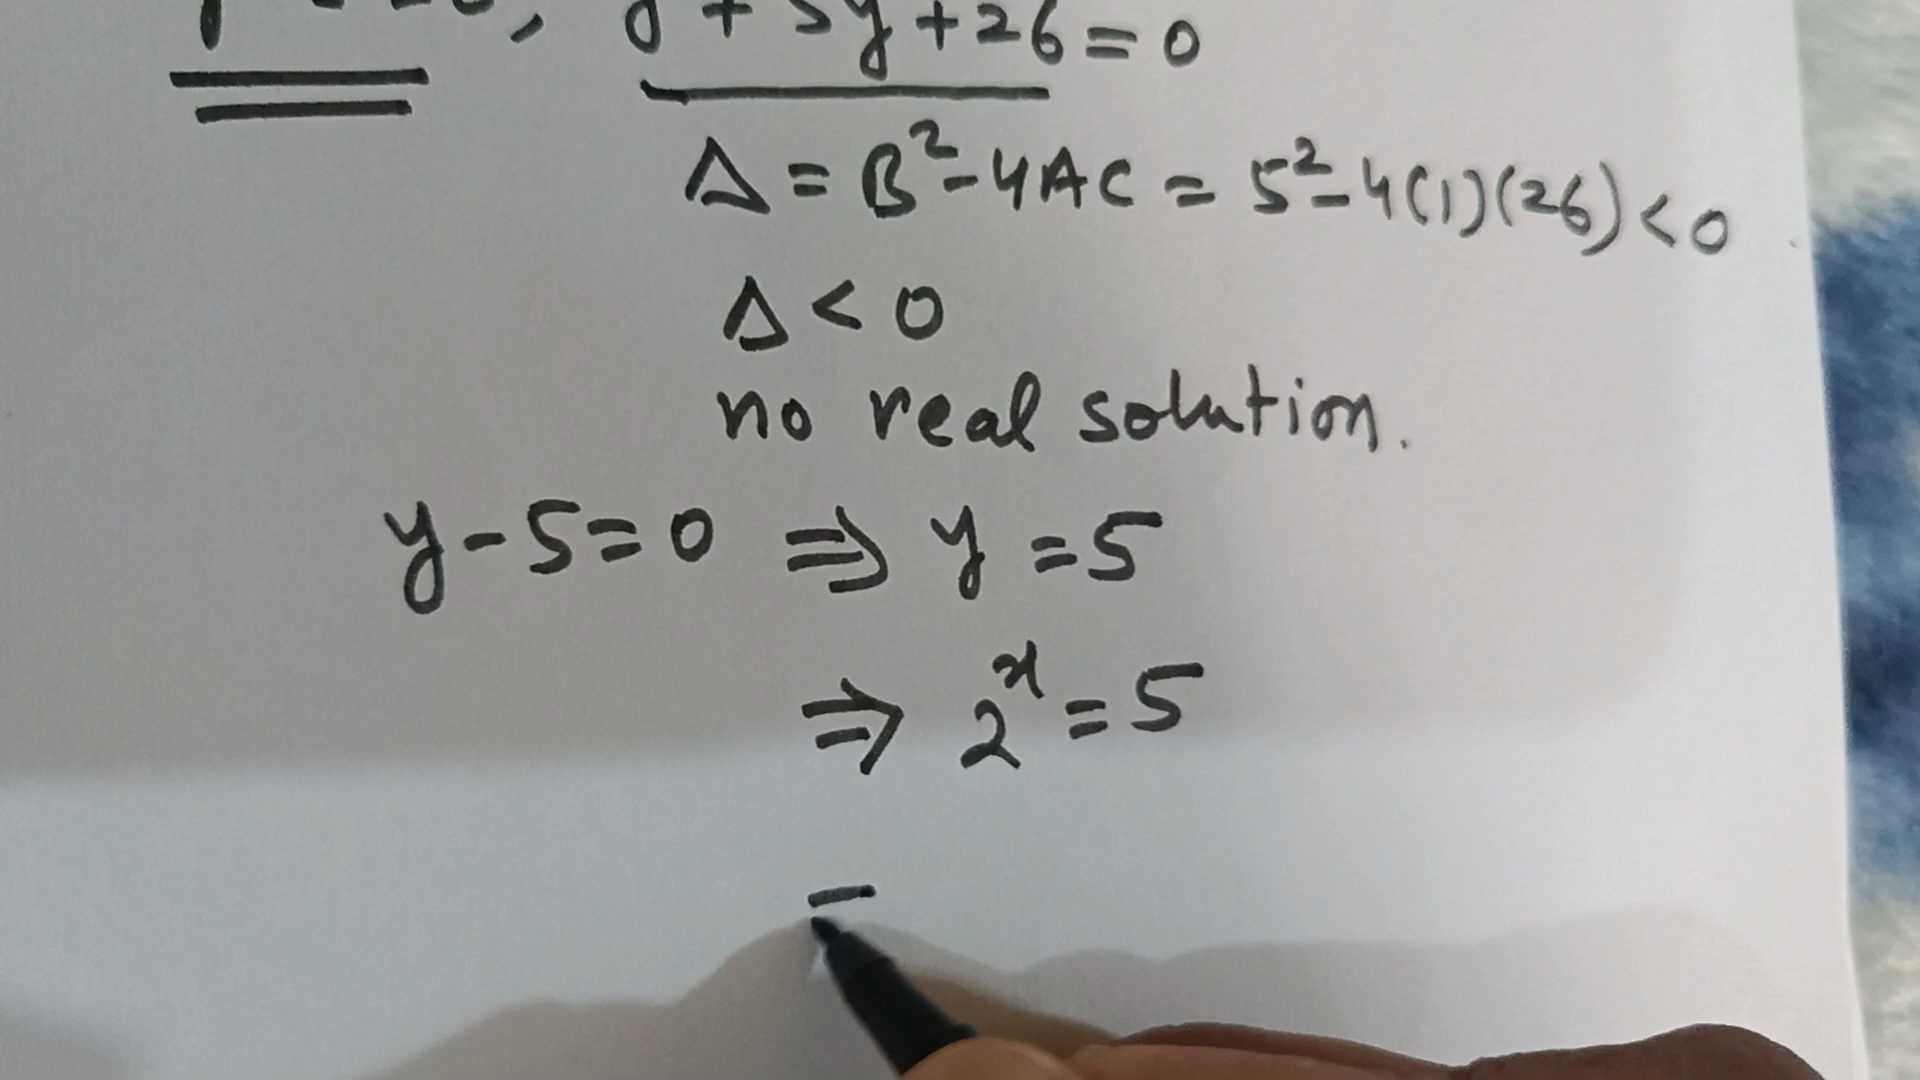 y + 5y + 26 = 0
Δ = B² - 4AC = 5² - 4(1)(26) < 0
Δ < 0
no real solution.
y - 5 = 0 ⇒ y = 5
⇒ 2ˣ = 5